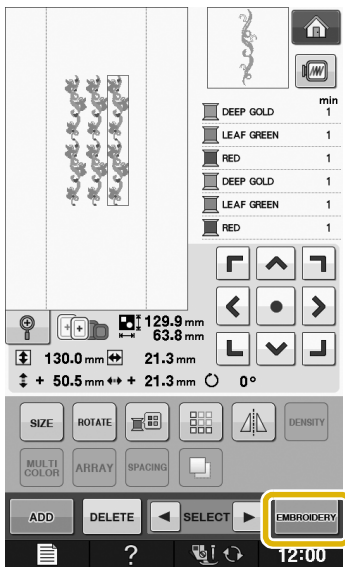 min
DEEP GOLD 1
LEAF GREEN 1
RED 1
DEEP GOLD 1
LEAF GREEN 1
RED 1
129.9 mm
63.8 mm
130.0 mm 21.3 mm
+ 50.5 mm + 21.3 mm 0°
SIZE ROTATE DENSITY
MULTI COLOR ARRAY SPACING
ADD DELETE SELECT EMBROIDERY
? 12:00